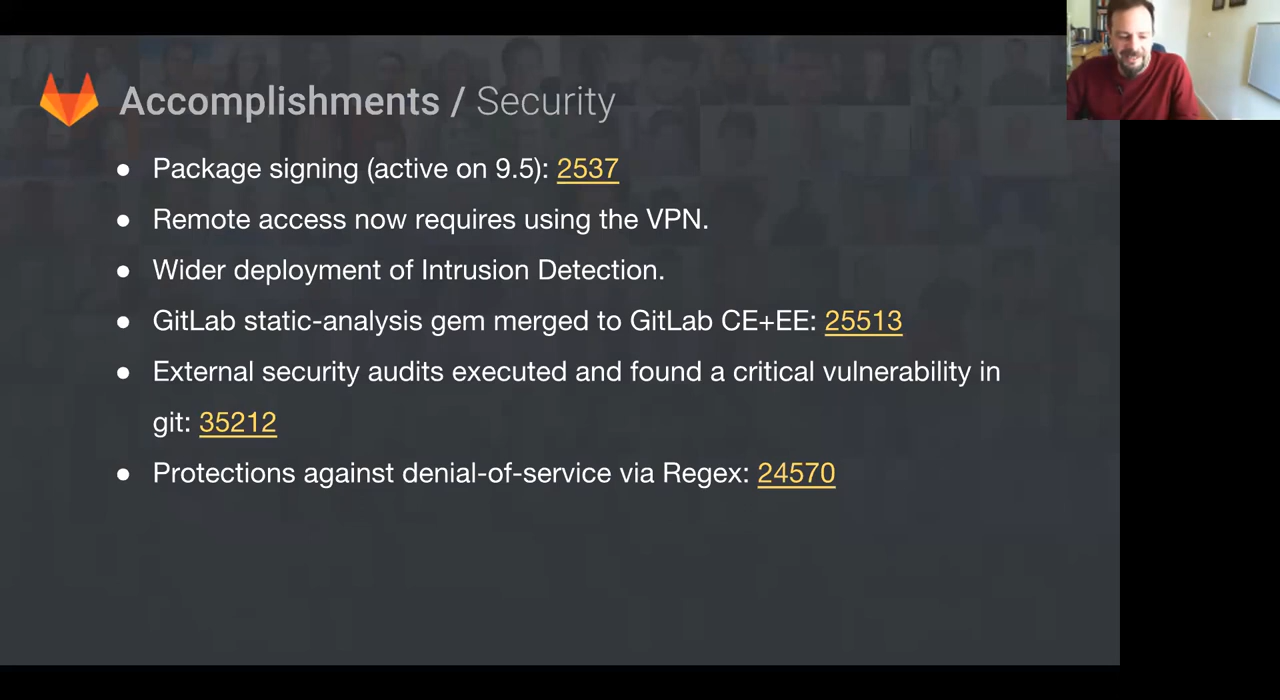 Accomplishments / Security
● Package signing (active on 9.5): 2537
● Remote access now requires using the VPN.
● Wider deployment of Intrusion Detection.
● GitLab static-analysis gem merged to GitLab CE+EE: 25513
● External security audits executed and found a critical vulnerability in
git: 35212
● Protections against denial-of-service via Regex: 24570